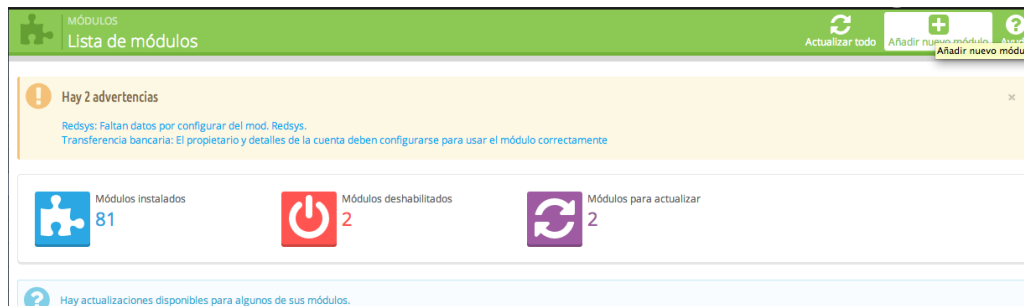 MÓDULOS
Lista de módulos
Actualizar todo
Añadir nuevo módulo
Añadir nuevo
Hay 2 advertencias
Redsys: Faltan datos por configurar del mod. Redsys.
Transferencia bancaria: El propietario y detalles de la cuenta deben configurarse para usar el módulo correctamente
Módulos instalados
81
Módulos deshabilitados
2
Módulos para actualizar
2
Hay actualizaciones disponibles para algunos de sus módulos.